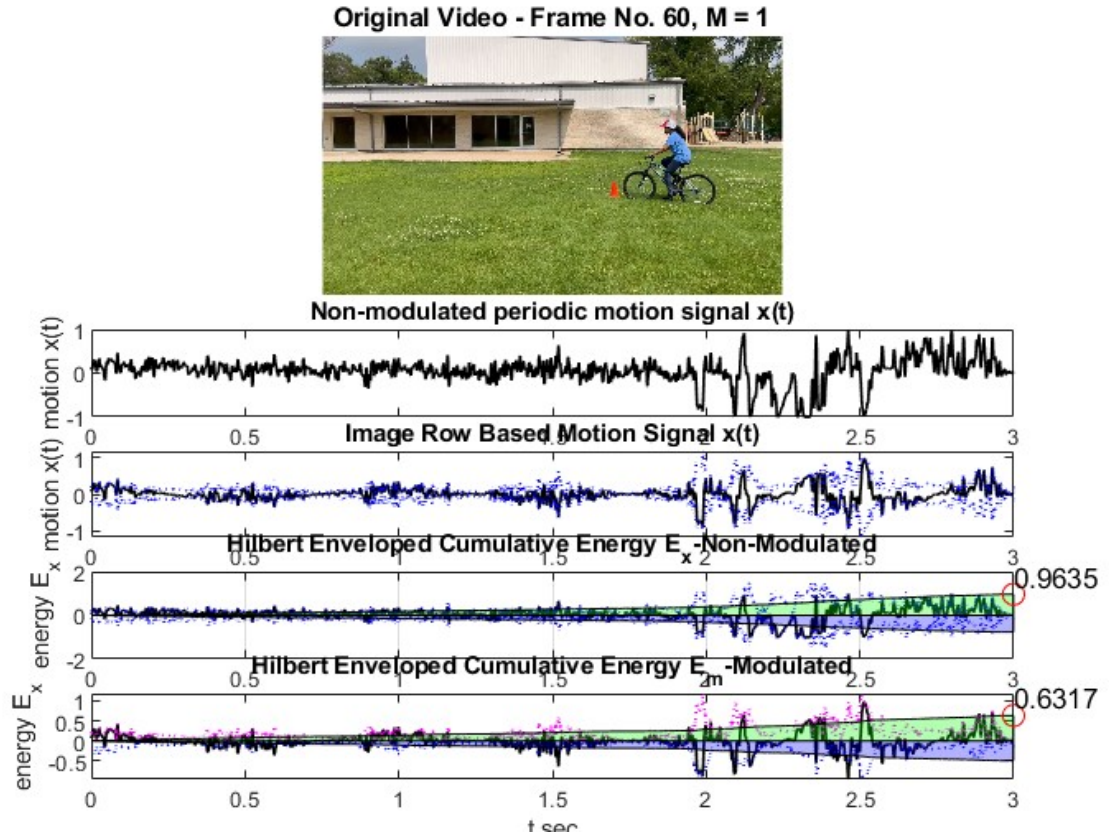 Original Video - Frame No. 60, M = 1
Non-modulated periodic motion signal x(t)
motion x(t)
1
0
-1
0 0.5 1 1.5 2 2.5 3
Image Row Based Motion Signal x(t)
motion x(t)
1
0
-1
0 0.5 1 1.5 2 2.5 3
Hilbert Enveloped Cumulative Energy E_x-Non-Modulated
energy E_x
2
0
-2
0.9635
0 0.5 1 1.5 2 2.5 3
Hilbert Enveloped Cumulative Energy E_m-Modulated
energy E_x
1
0.5
0
-0.5
0.6317
0 0.5 1 1.5 2 2.5 3
t sec